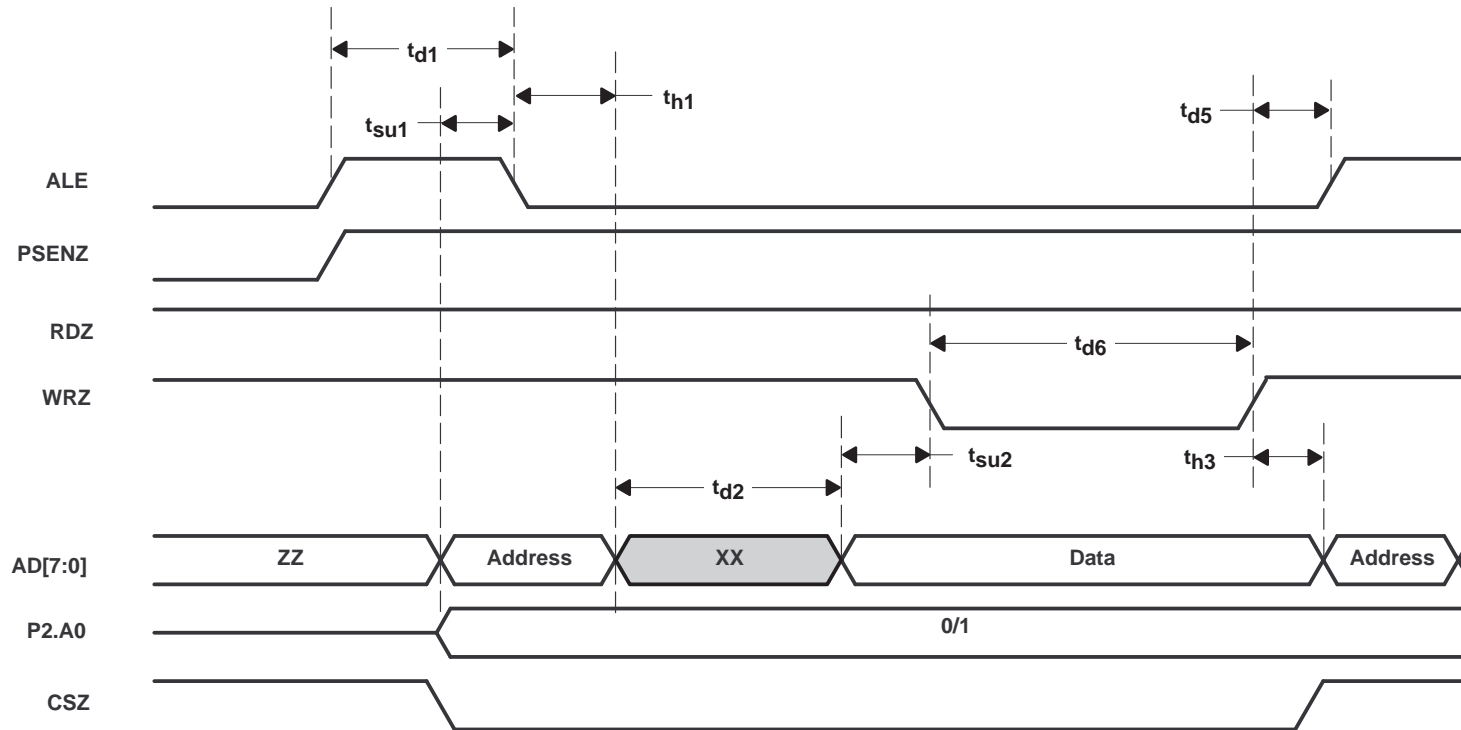 td1
th1
tsu1
td5
ALE
PSENZ
RDZ
td6
WRZ
tsu2
th3
td2
AD[7:0]
ZZ
Address
XX
Data
Address
P2.A0
0/1
CSZ